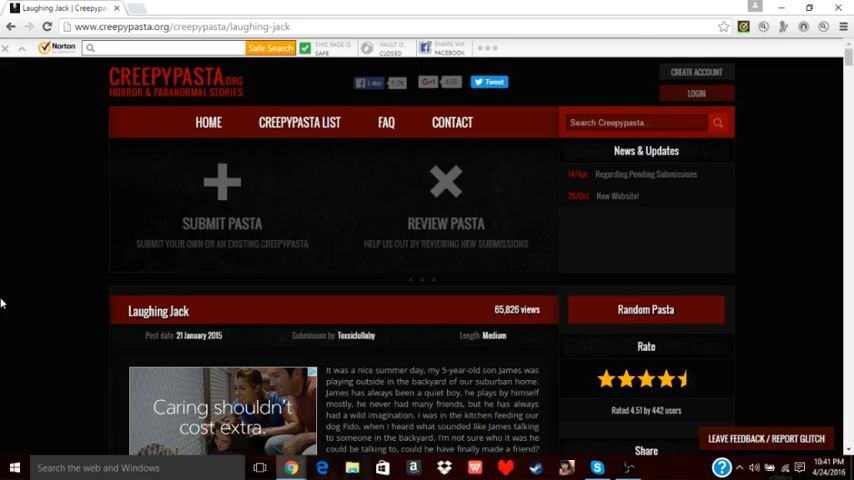 Laughing Jack | Creepypa
www.creepypasta.org/creepypasta/laughing-jack
Norton
Safe Search
THIS PAGE IS
SAFE
VAULT IS
CLOSED
SHARE VIA
FACEBOOK
CREEPYPASTA.ORG
HORROR & PARANORMAL STORIES
Like
G+1
Tweet
CREATE ACCOUNT
LOGIN
HOME
CREEPYPASTA LIST
FAQ
CONTACT
Search Creepypasta...
News & Updates
14/Apr Regarding Pending Submissions
26/Oct New Website!
SUBMIT PASTA
SUBMIT YOUR OWN OR AN EXISTING CREEPYPASTA
REVIEW PASTA
HELP US OUT BY REVIEWING NEW SUBMISSIONS
Laughing Jack
65,826 views
Post date: 21 January 2015
Submission by: Toxxiclullaby
Length: Medium
Random Pasta
Rate
Rated 4.51 by 442 users
Share
Caring shouldn't
cost extra.
It was a nice summer day, my 5-year-old son James was
playing outside in the backyard of our suburban home.
James has always been a quiet boy, he plays by himself
mostly, he never had many friends, but he has always
had a wild imagination. I was in the kitchen feeding our
dog Fido, when I heard what sounded like James talking
to someone in the backyard. I'm not sure who it was he
could be talking to, could he have finally made a friend?
LEAVE FEEDBACK / REPORT GLITCH
Search the web and Windows
10:41 PM
4/24/2016